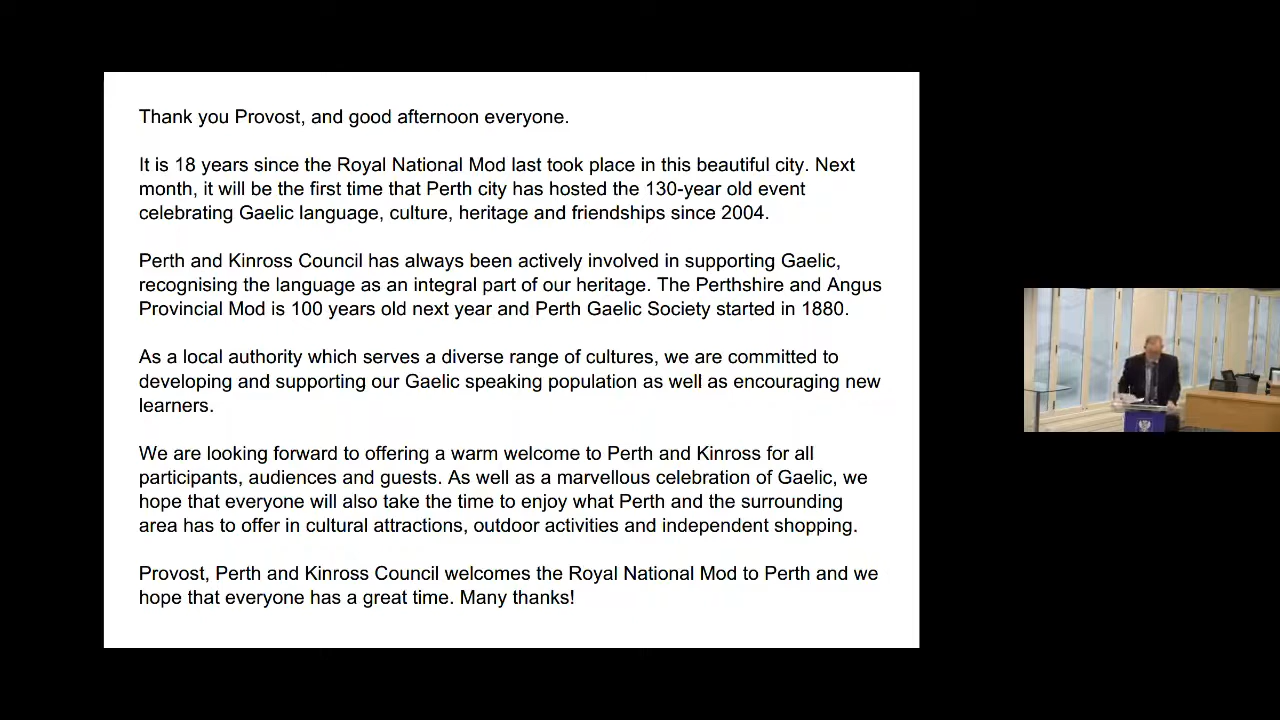 Thank you Provost, and good afternoon everyone.
It is 18 years since the Royal National Mod last took place in this beautiful city. Next
month, it will be the first time that Perth city has hosted the 130-year old event
celebrating Gaelic language, culture, heritage and friendships since 2004.
Perth and Kinross Council has always been actively involved in supporting Gaelic,
recognising the language as an integral part of our heritage. The Perthshire and Angus
Provincial Mod is 100 years old next year and Perth Gaelic Society started in 1880.
As a local authority which serves a diverse range of cultures, we are committed to
developing and supporting our Gaelic speaking population as well as encouraging new
learners.
We are looking forward to offering a warm welcome to Perth and Kinross for all
participants, audiences and guests. As well as a marvellous celebration of Gaelic, we
hope that everyone will also take the time to enjoy what Perth and the surrounding
area has to offer in cultural attractions, outdoor activities and independent shopping.
Provost, Perth and Kinross Council welcomes the Royal National Mod to Perth and we
hope that everyone has a great time. Many thanks!